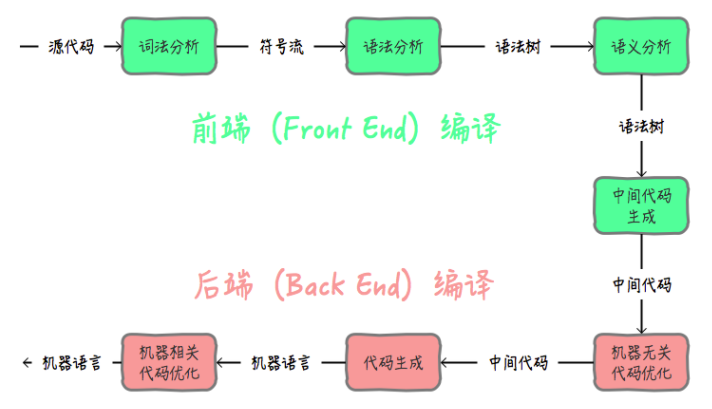 源代码
词法分析
符号流
语法分析
语法树
语义分析
前端（Front End）编译
语法树
中间代码
生成
中间代码
后端（Back End）编译
机器语言
机器相关
代码优化
机器语言
代码生成
中间代码
机器无关
代码优化